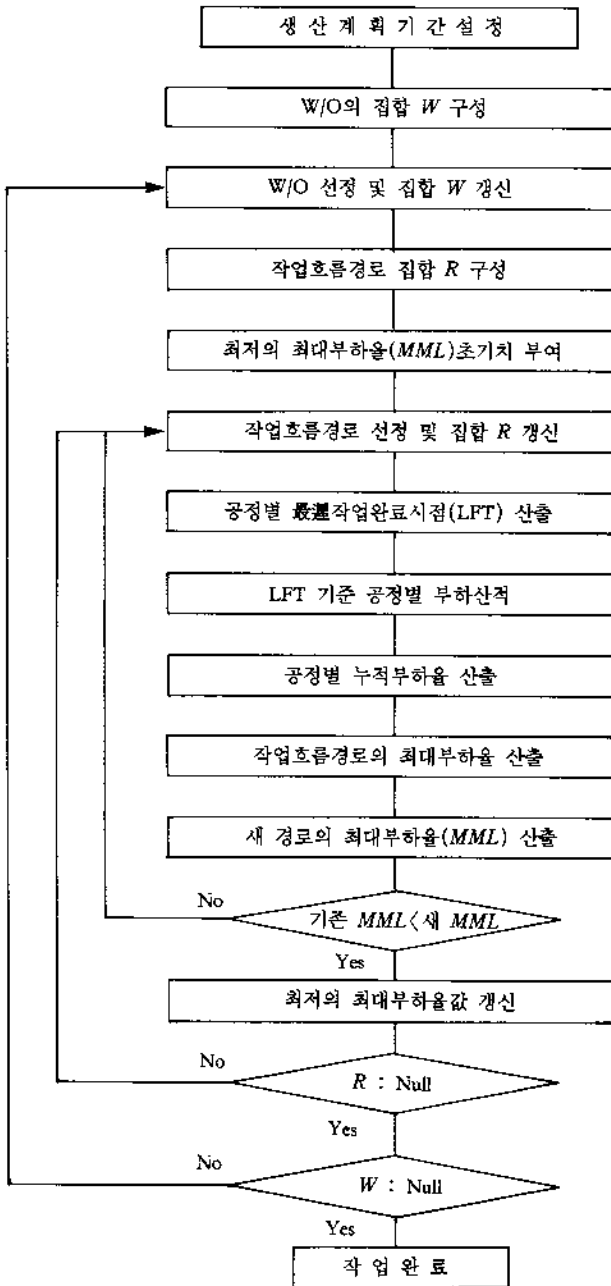 생 산 계 획 기 간 설 정
W/O의 집합 W 구성
W/O 선정 및 집합 W 갱신
작업흐름경로 집합 R 구성
최저의 최대부하율(MML)초기치 부여
작업흐름경로 선정 및 집합 R 갱신
공정별 最遲작업완료시점(LFT) 산출
LFT 기준 공정별 부하산적
공정별 누적부하율 산출
작업흐름경로의 최대부하율 산출
새 경로의 최대부하율(MML) 산출
No
기존 MML<새 MML
Yes
최저의 최대부하율값 갱신
No
R : Null
Yes
No
W : Null
Yes
작 업 완 료